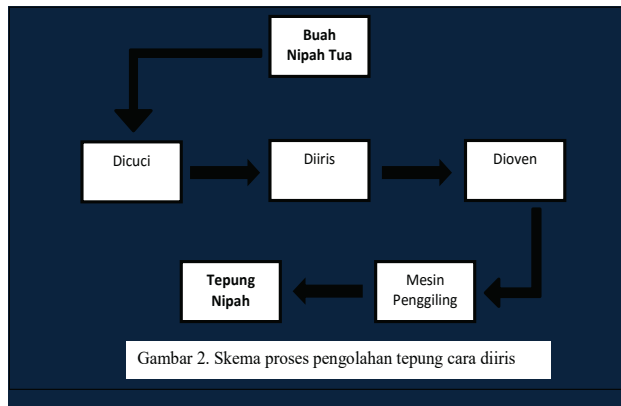 Buah
Nipah Tua
Dicuci
Diiris
Dioven
Tepung
Nipah
Mesin
Penggiling
Gambar 2. Skema proses pengolahan tepung cara diiris